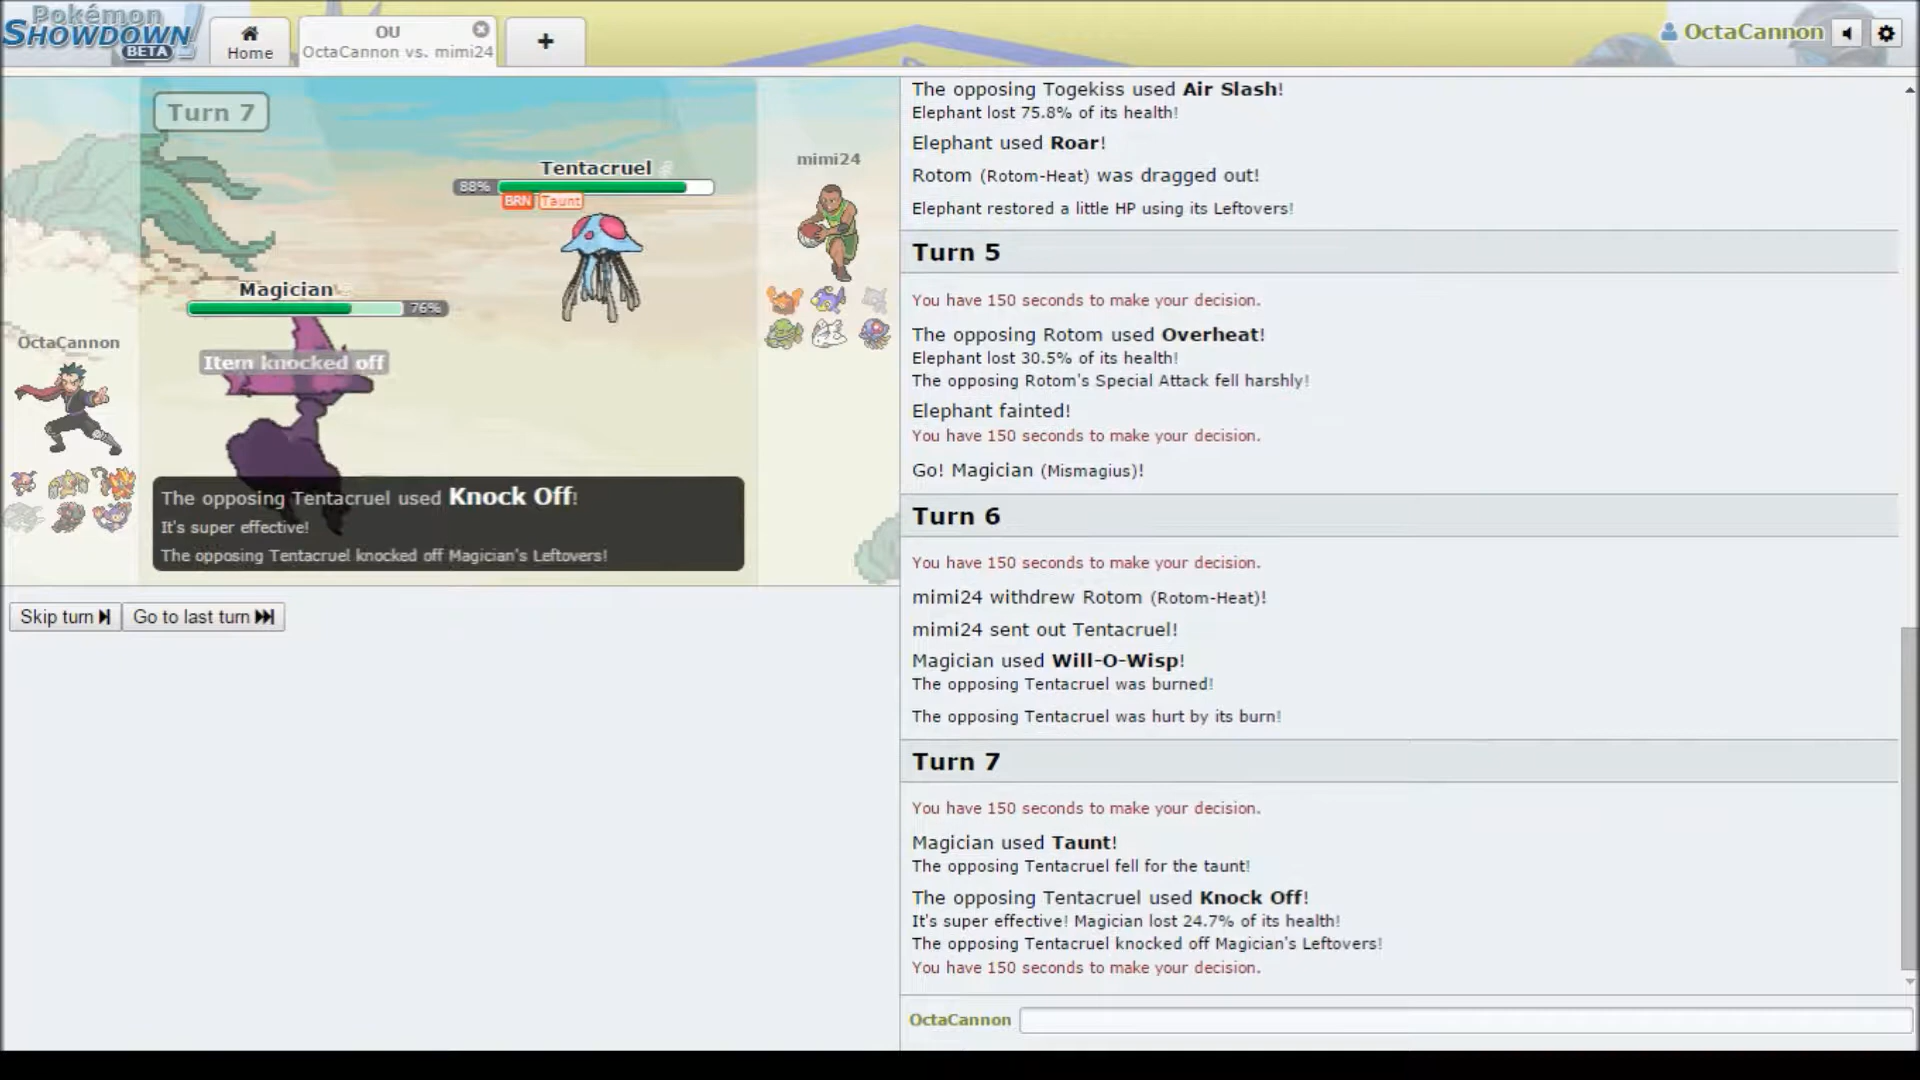 Pokémon
SHOWDOWN
BETA
Home
OU
OctaCannon vs. mimi24
OctaCannon
Turn 7
Tentacruel
88%
BRN Taunt
mimi24
Magician
76%
OctaCannon
Item knocked off
The opposing Tentacruel used Knock Off!
It's super effective!
The opposing Tentacruel knocked off Magician's Leftovers!
Skip turn
Go to last turn
The opposing Togekiss used Air Slash!
Elephant lost 75.8% of its health!
Elephant used Roar!
Rotom (Rotom-Heat) was dragged out!
Elephant restored a little HP using its Leftovers!
Turn 5
You have 150 seconds to make your decision.
The opposing Rotom used Overheat!
Elephant lost 30.5% of its health!
The opposing Rotom's Special Attack fell harshly!
Elephant fainted!
You have 150 seconds to make your decision.
Go! Magician (Mismagius)!
Turn 6
You have 150 seconds to make your decision.
mimi24 withdrew Rotom (Rotom-Heat)!
mimi24 sent out Tentacruel!
Magician used Will-O-Wisp!
The opposing Tentacruel was burned!
The opposing Tentacruel was hurt by its burn!
Turn 7
You have 150 seconds to make your decision.
Magician used Taunt!
The opposing Tentacruel fell for the taunt!
The opposing Tentacruel used Knock Off!
It's super effective! Magician lost 24.7% of its health!
The opposing Tentacruel knocked off Magician's Leftovers!
You have 150 seconds to make your decision.
OctaCannon